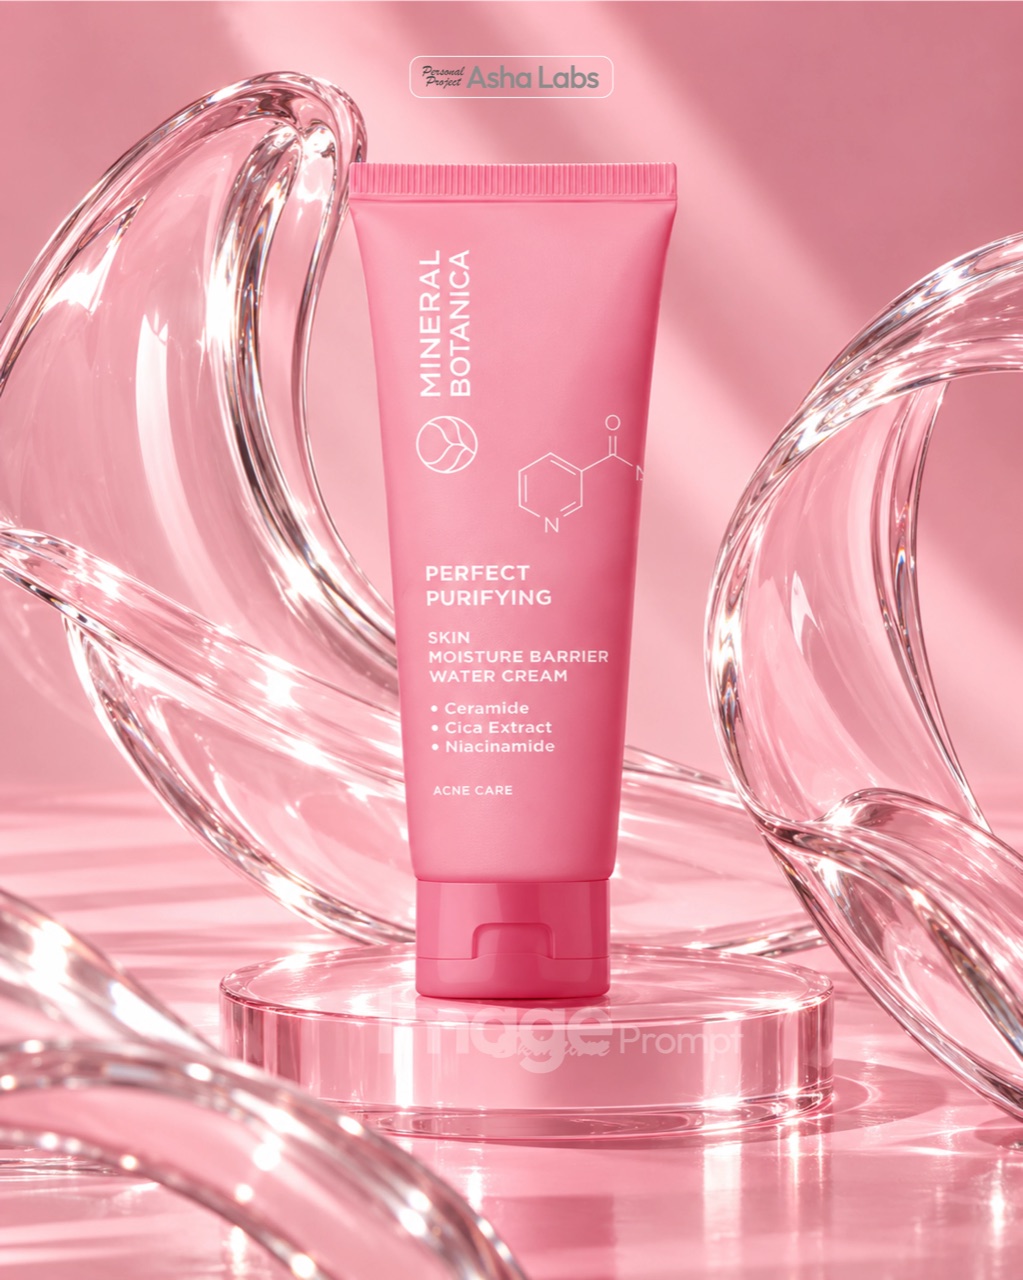 Personal
Project
Asha Labs
MINERAL
BOTANICA
O
N
PERFECT
PURIFYING
SKIN
MOISTURE BARRIER
WATER CREAM
• Ceramide
• Cica Extract
• Niacinamide
ACNE CARE
image
Prompt